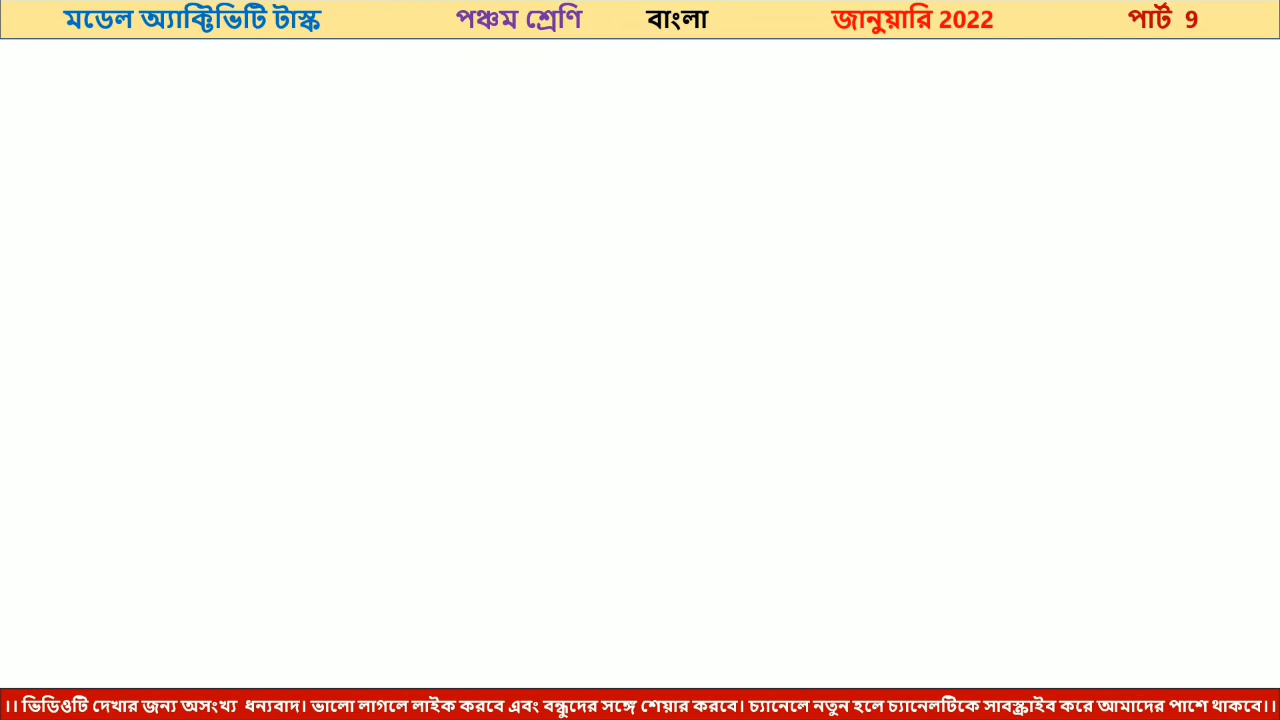 মডেল অ্যাক্টিভিটি টাস্ক পঞ্চম শ্রেণি বাংলা জানুয়ারি 2022 পার্ট 9
।। ভিডিওটি দেখার জন্য অসংখ্য ধন্যবাদ। ভালো লাগলে লাইক করবে এবং বন্ধুদের সঙ্গে শেয়ার করবে। চ্যানেলে নতুন হলে চ্যানেলটিকে সাবস্ক্রাইব করে আমাদের পাশে থাকবে।।